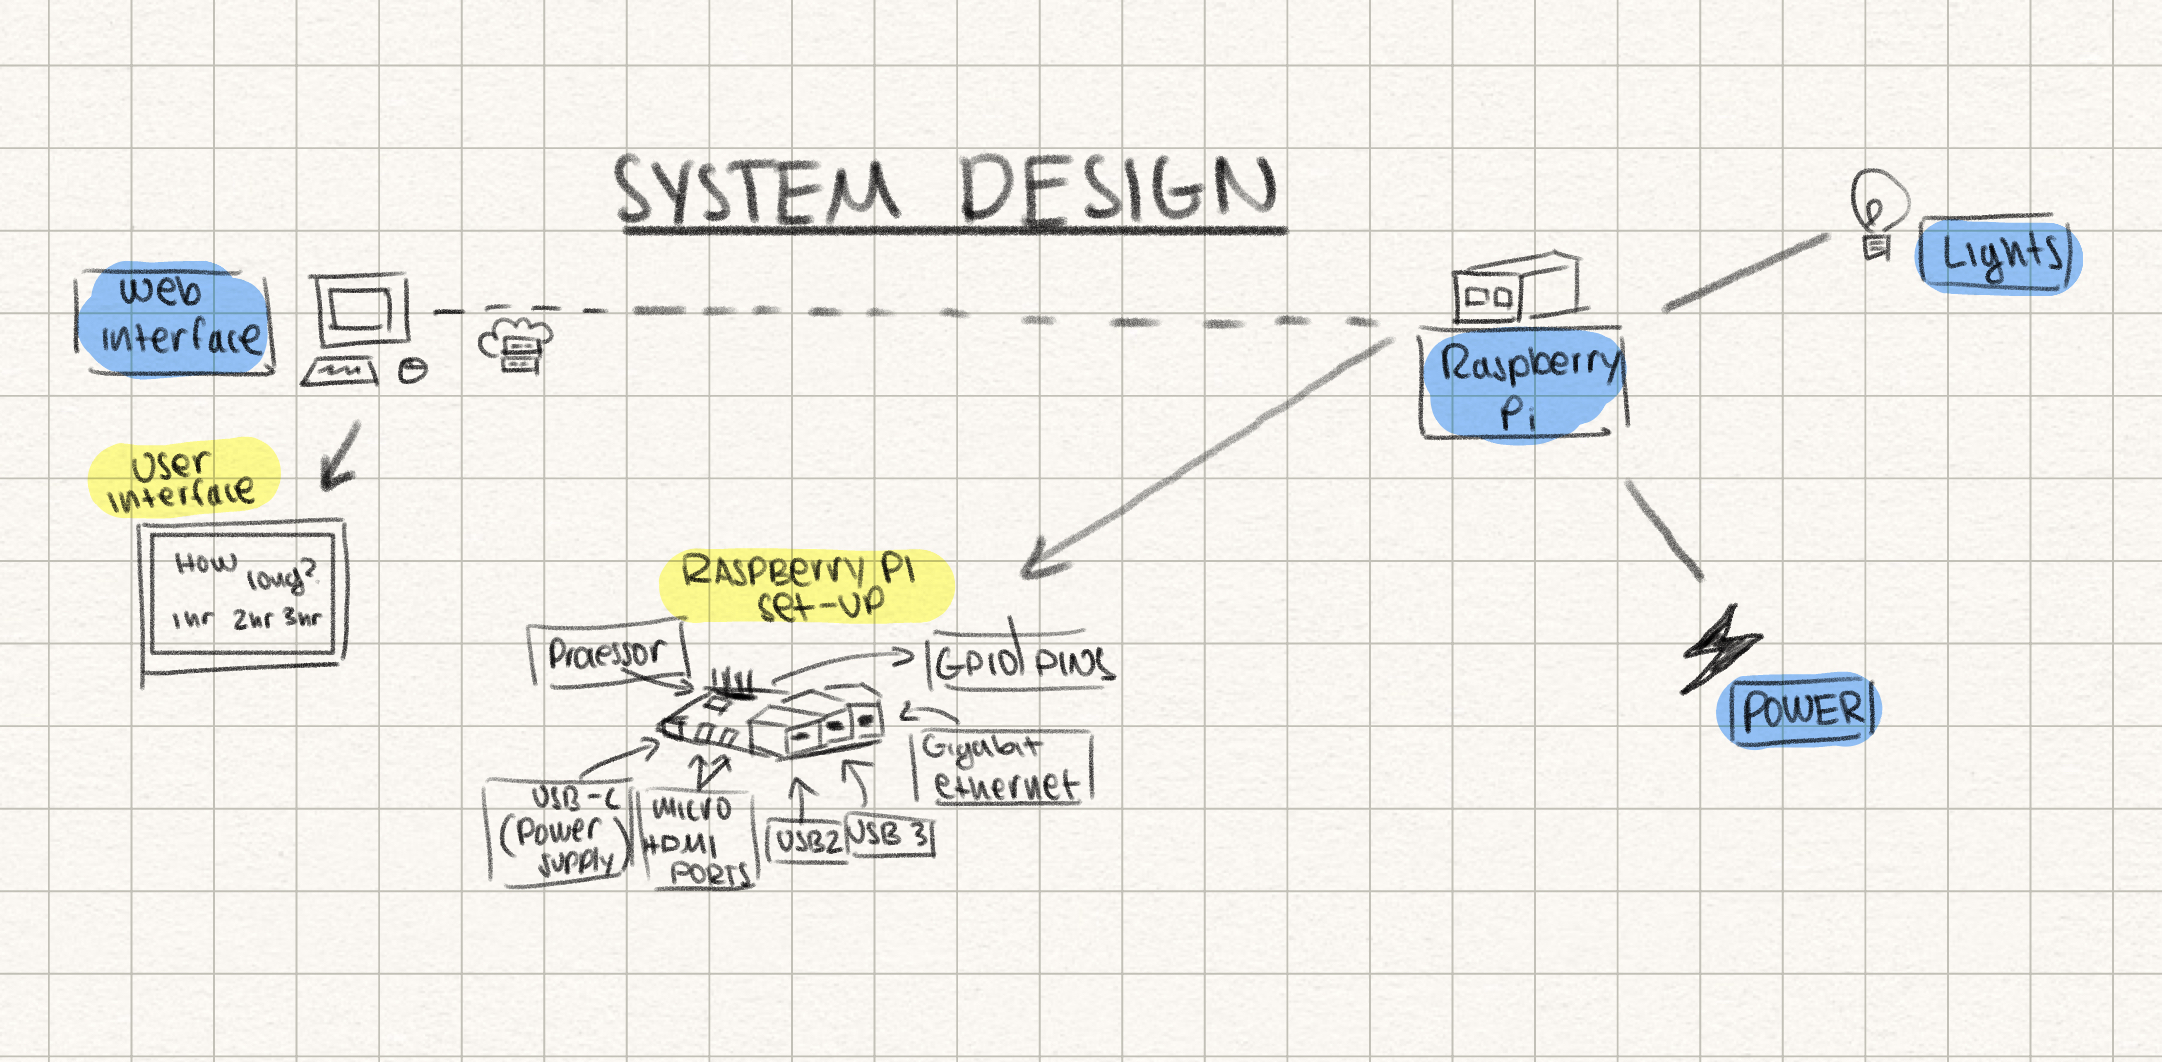 SYSTEM DESIGN
Web
interface
Lights
Raspberry
Pi
User
interface
How long?
1hr 2hr 3hr
RASPBerry PI
set-up
Processor
GPIO PINS
Gigabit
ethernet
USB-C
(Power
supply)
Micro
HDMI
PORTS
USB2
USB 3
POWER